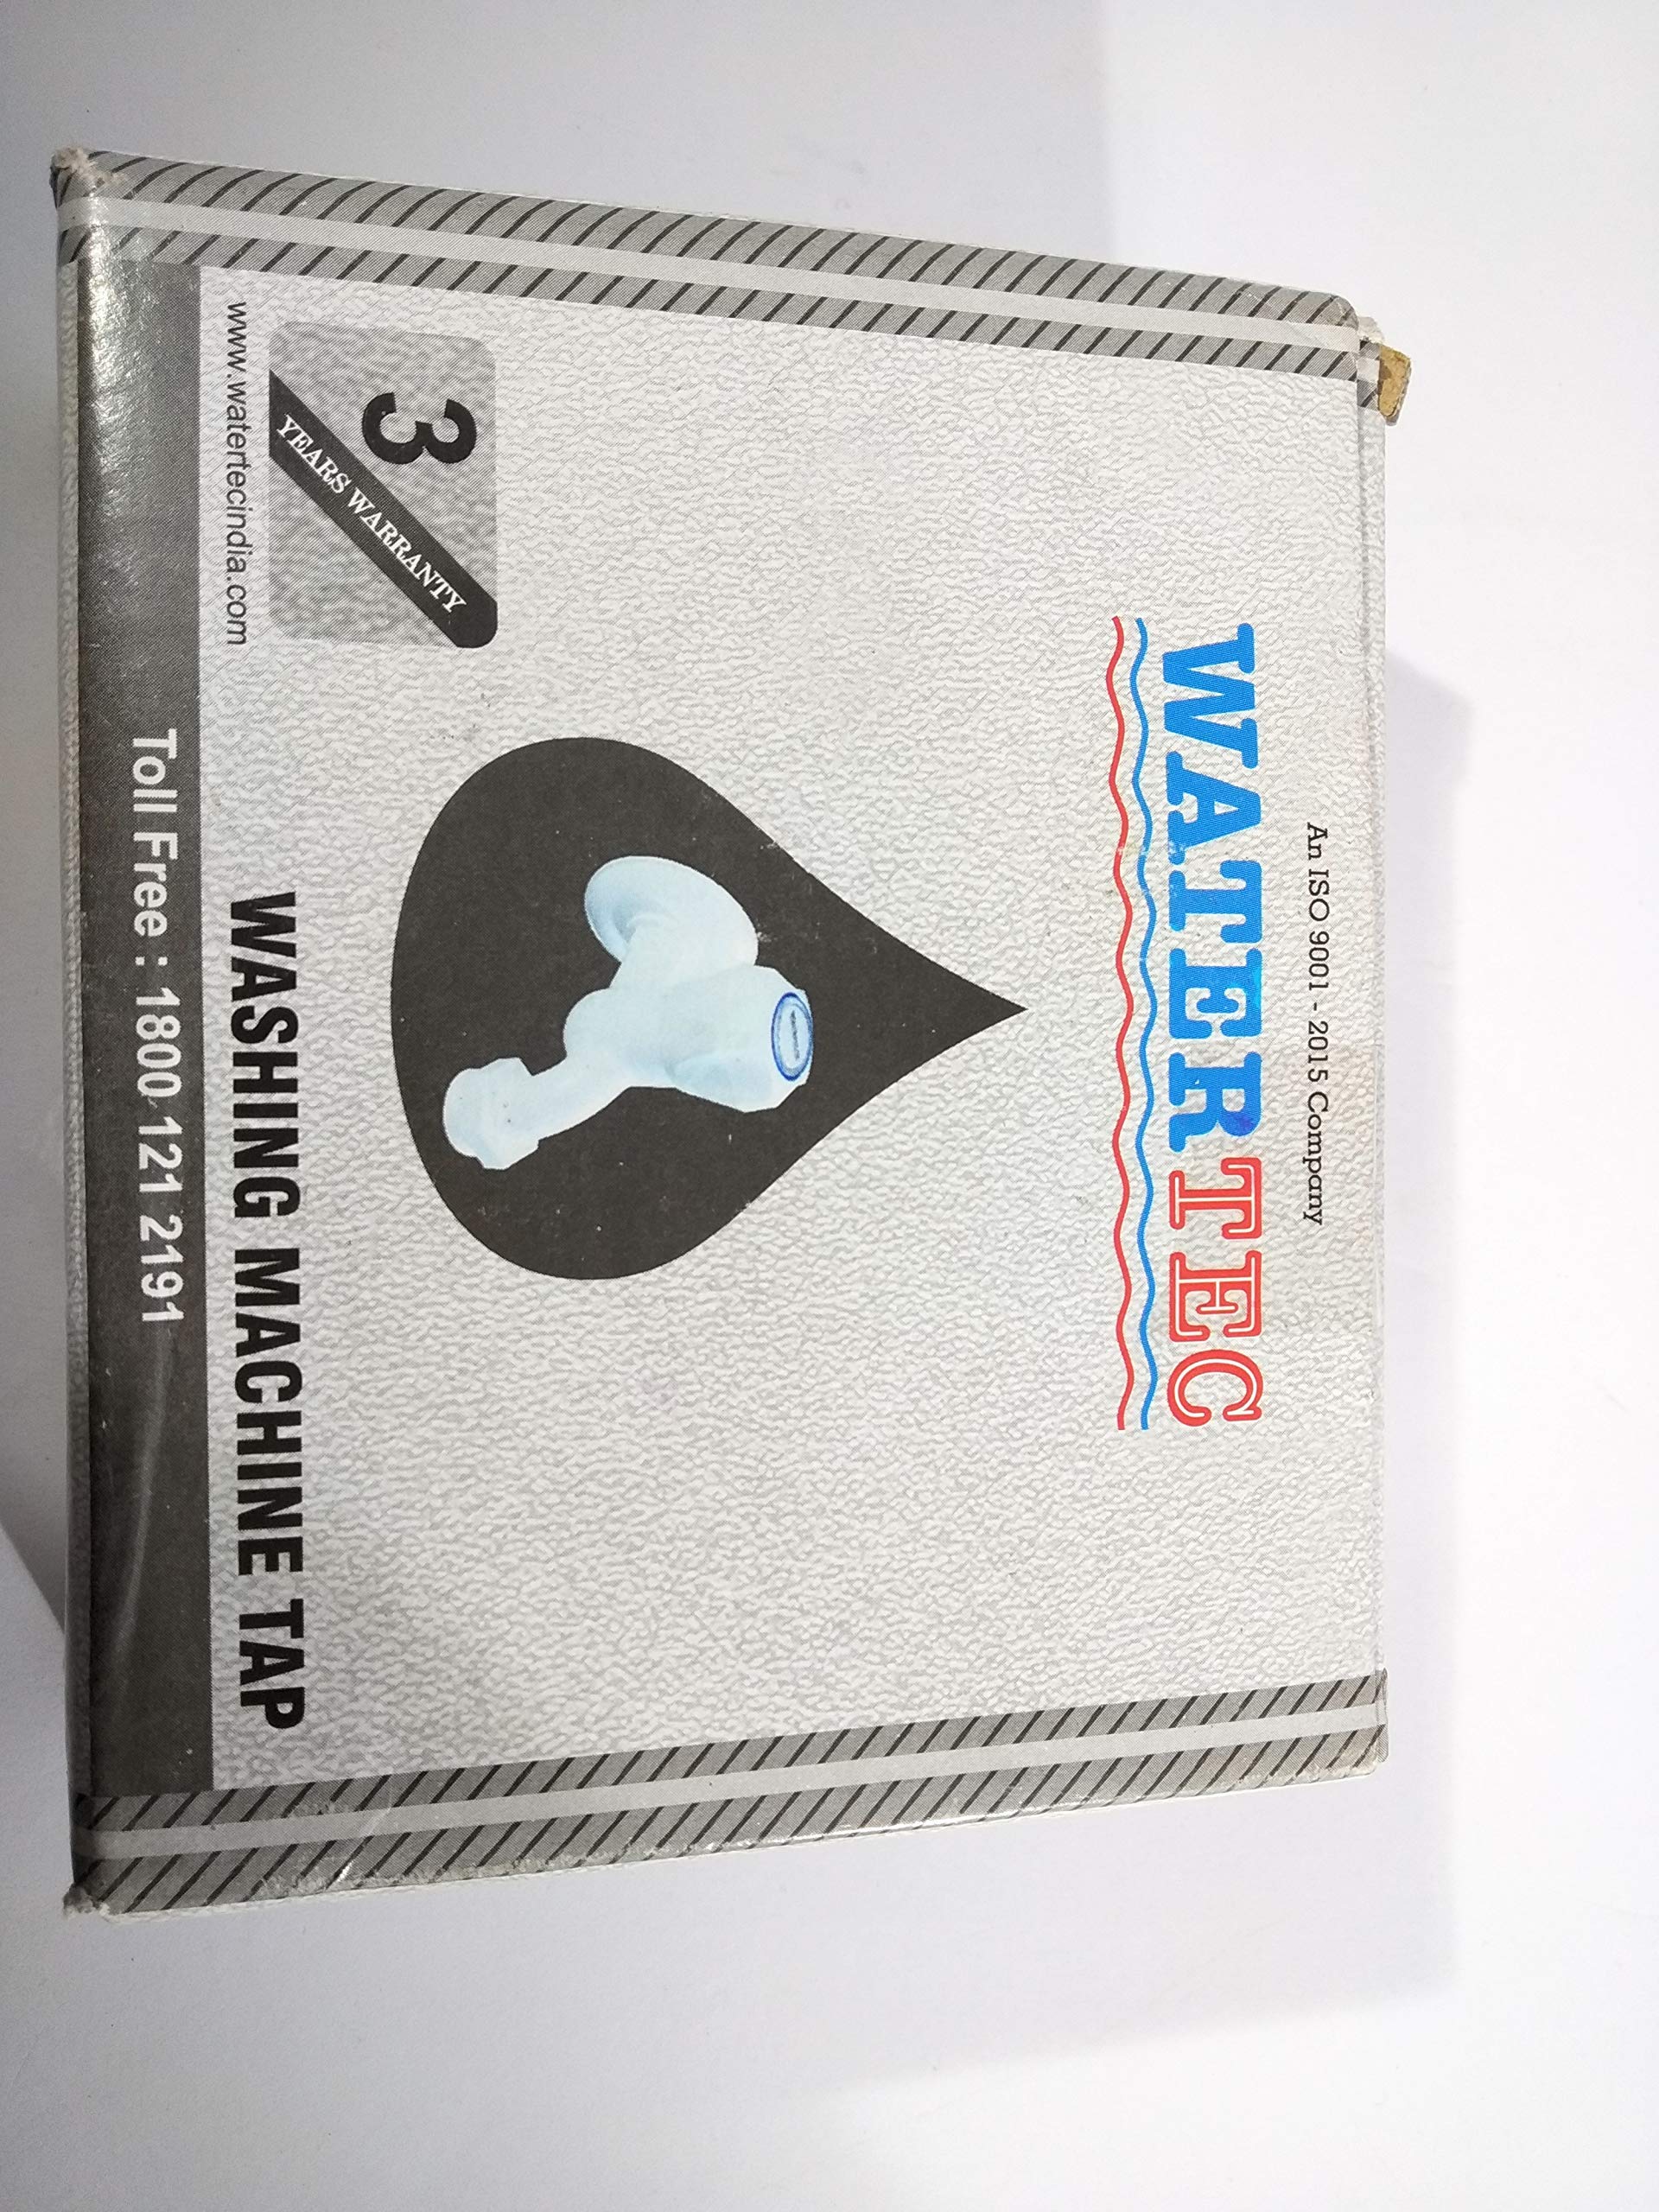 An ISO 9001 - 2015 Company
WATERTEC
3
YEARS WARRANTY
www.watertecindia.com
WASHING MACHINE TAP
Toll Free : 1800 121 2191